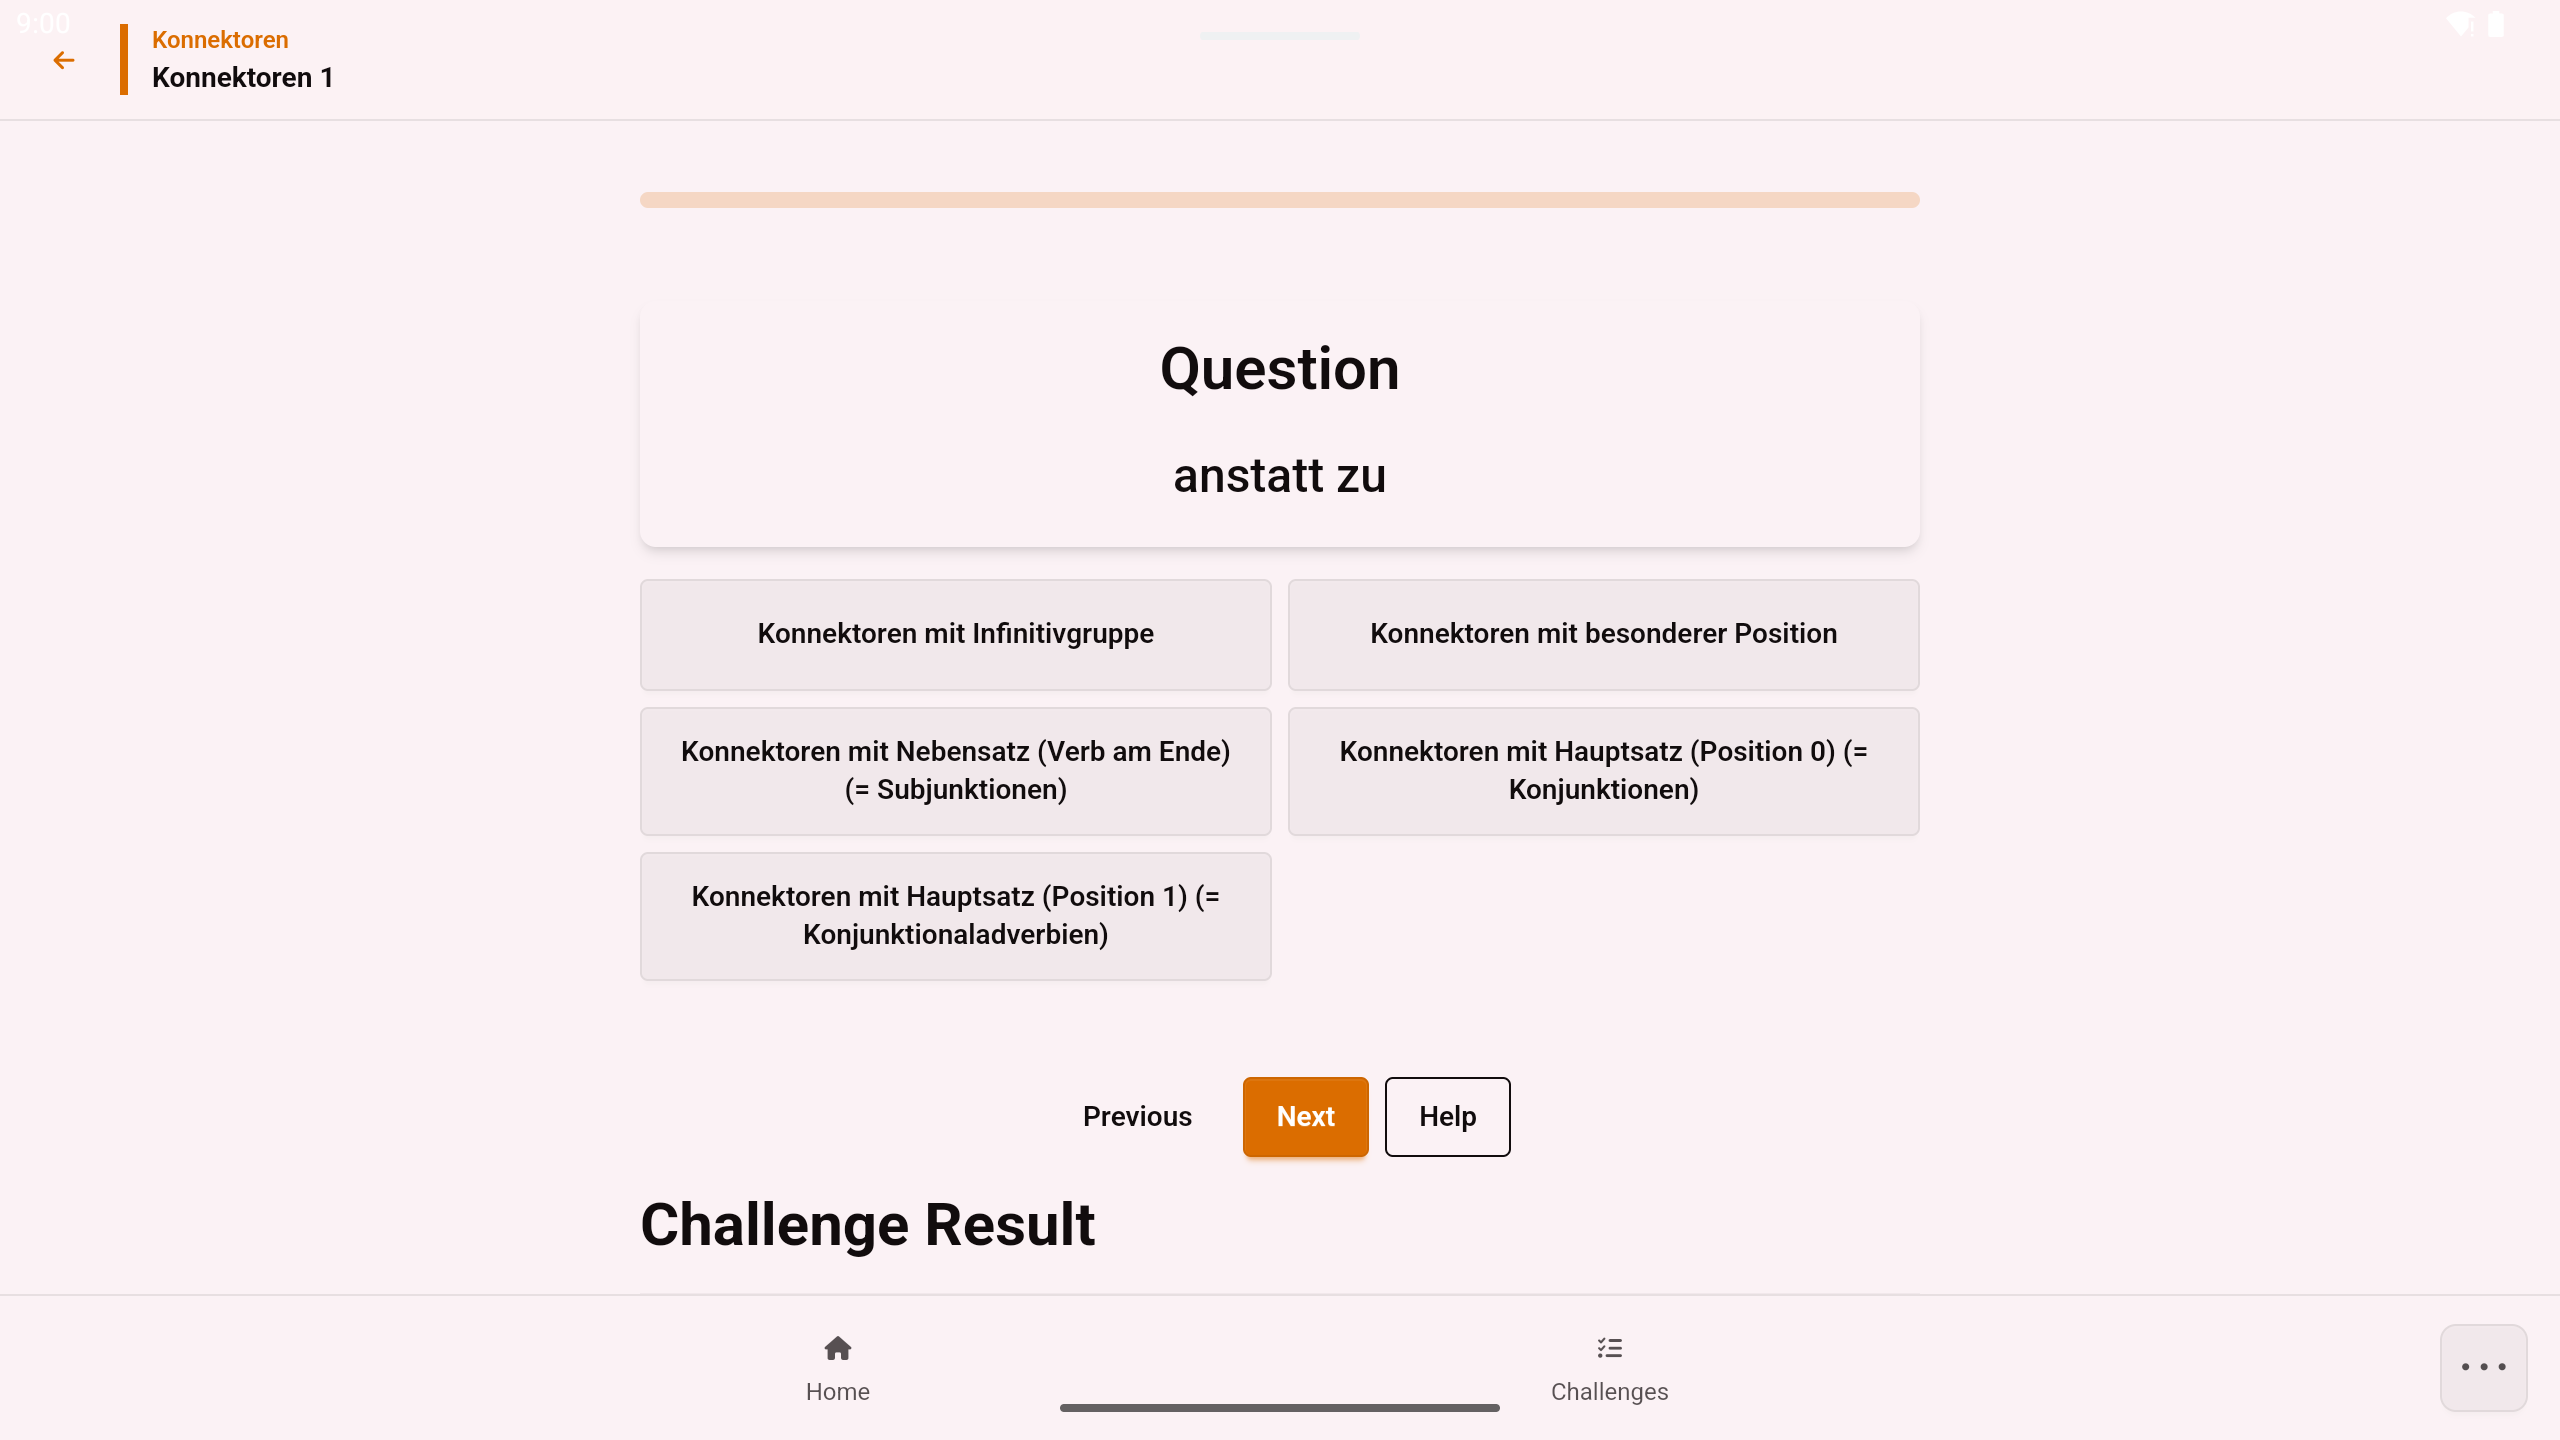 9:00
Konnektoren
Konnektoren 1
Question
anstatt zu
Konnektoren mit Infinitivgruppe
Konnektoren mit besonderer Position
Konnektoren mit Nebensatz (Verb am Ende)
(= Subjunktionen)
Konnektoren mit Hauptsatz (Position 0) (=
Konjunktionen)
Konnektoren mit Hauptsatz (Position 1) (=
Konjunktionaladverbien)
Previous
Next
Help
Challenge Result
Home
Challenges